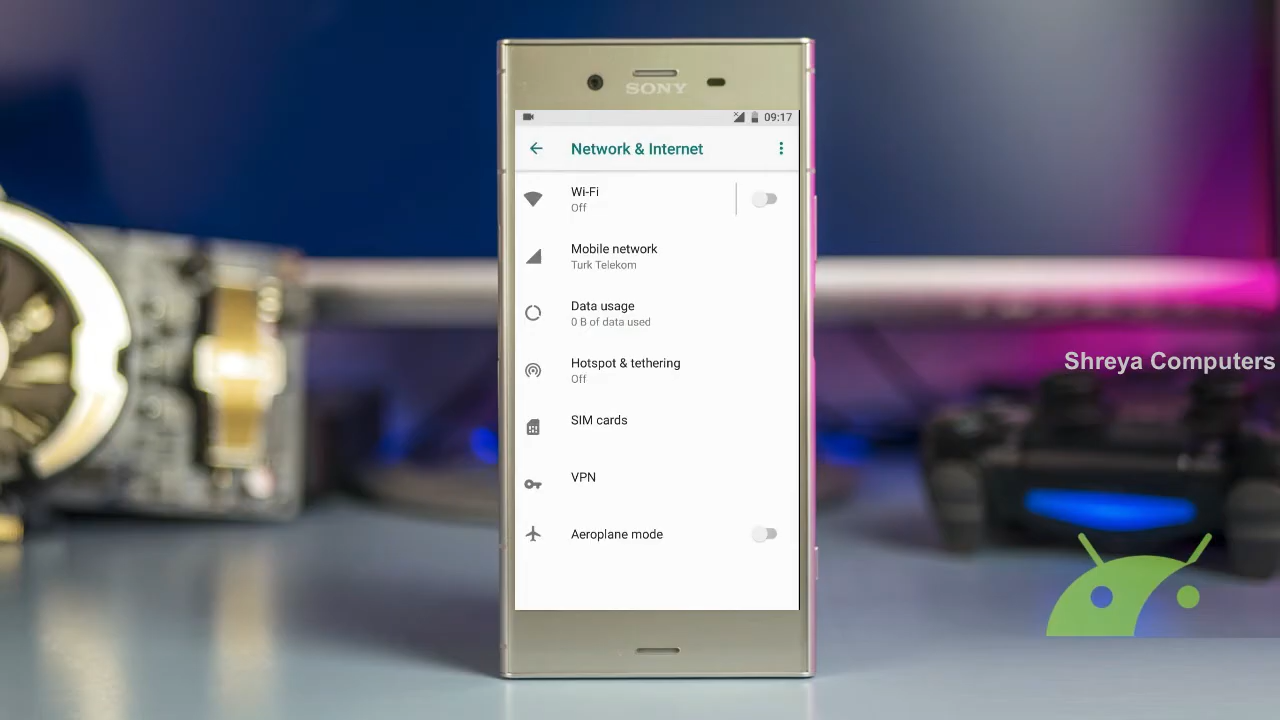 SONY
09:17
Network & Internet
Wi-Fi
Off
Mobile network
Turk Telekom
Data usage
0 B of data used
Hotspot & tethering
Off
SIM cards
VPN
Aeroplane mode
Shreya Computers